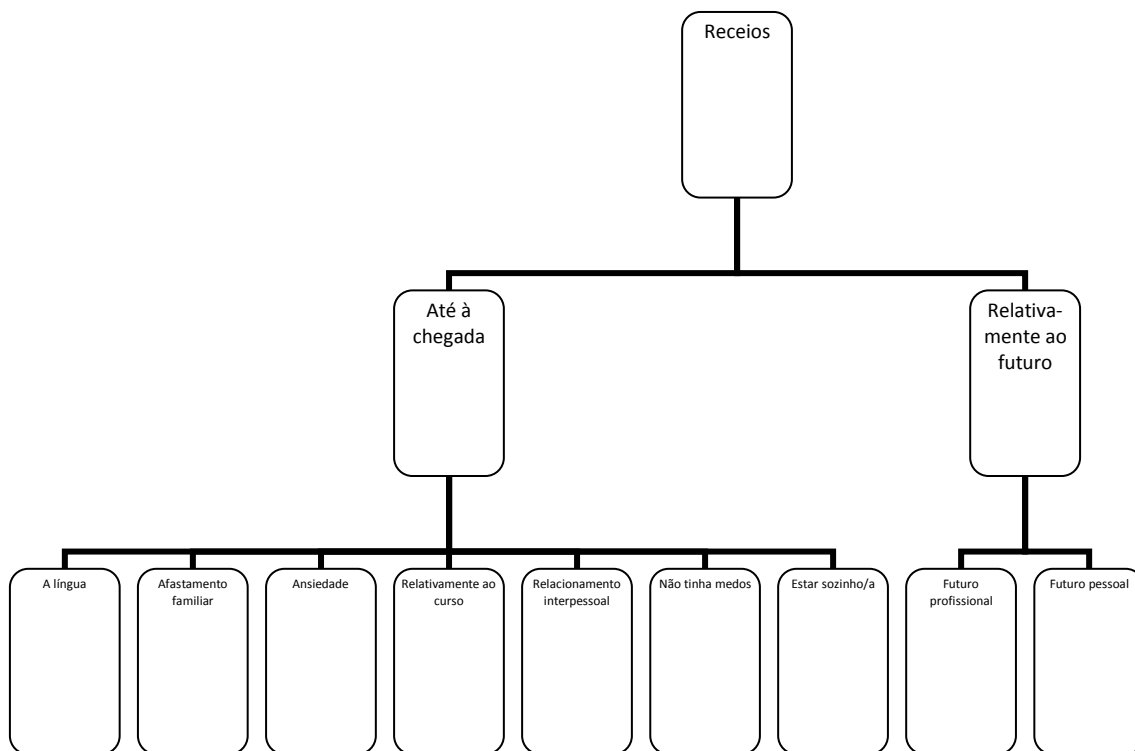 Receios
Até à
chegada
Relativa-
mente ao
futuro
A língua
Afastamento
familiar
Ansiedade
Relativamente ao
curso
Relacionamento
interpessoal
Não tinha medos
Estar sozinho/a
Futuro
profissional
Futuro pessoal